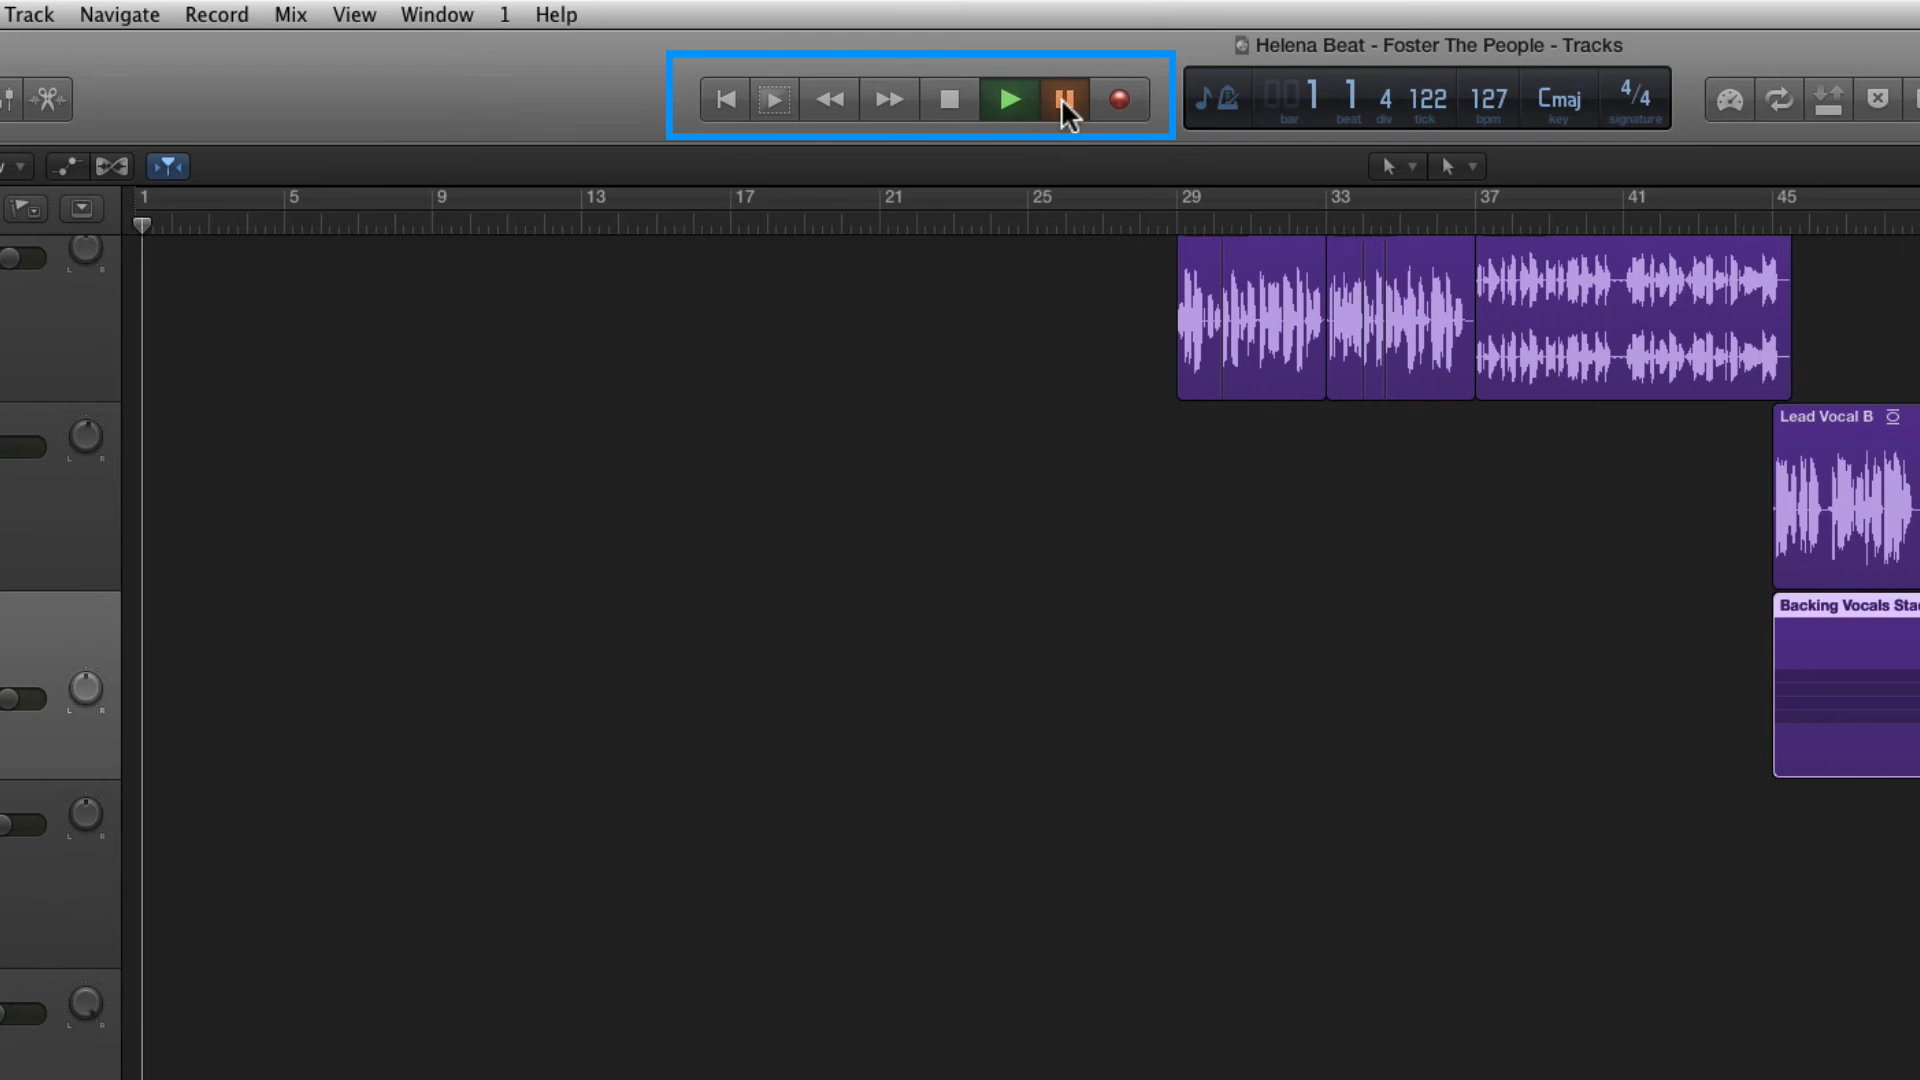 Track Navigate Record Mix View Window 1 Help
Helena Beat - Foster The People - Tracks
001 1 4 122 127 Cmaj 4/4
bar beat div tick bpm key signature
1 5 9 13 17 21 25 29 33 37 41 45
L R
Lead Vocal B
L R
Backing Vocals Stac
L R
L R
L R